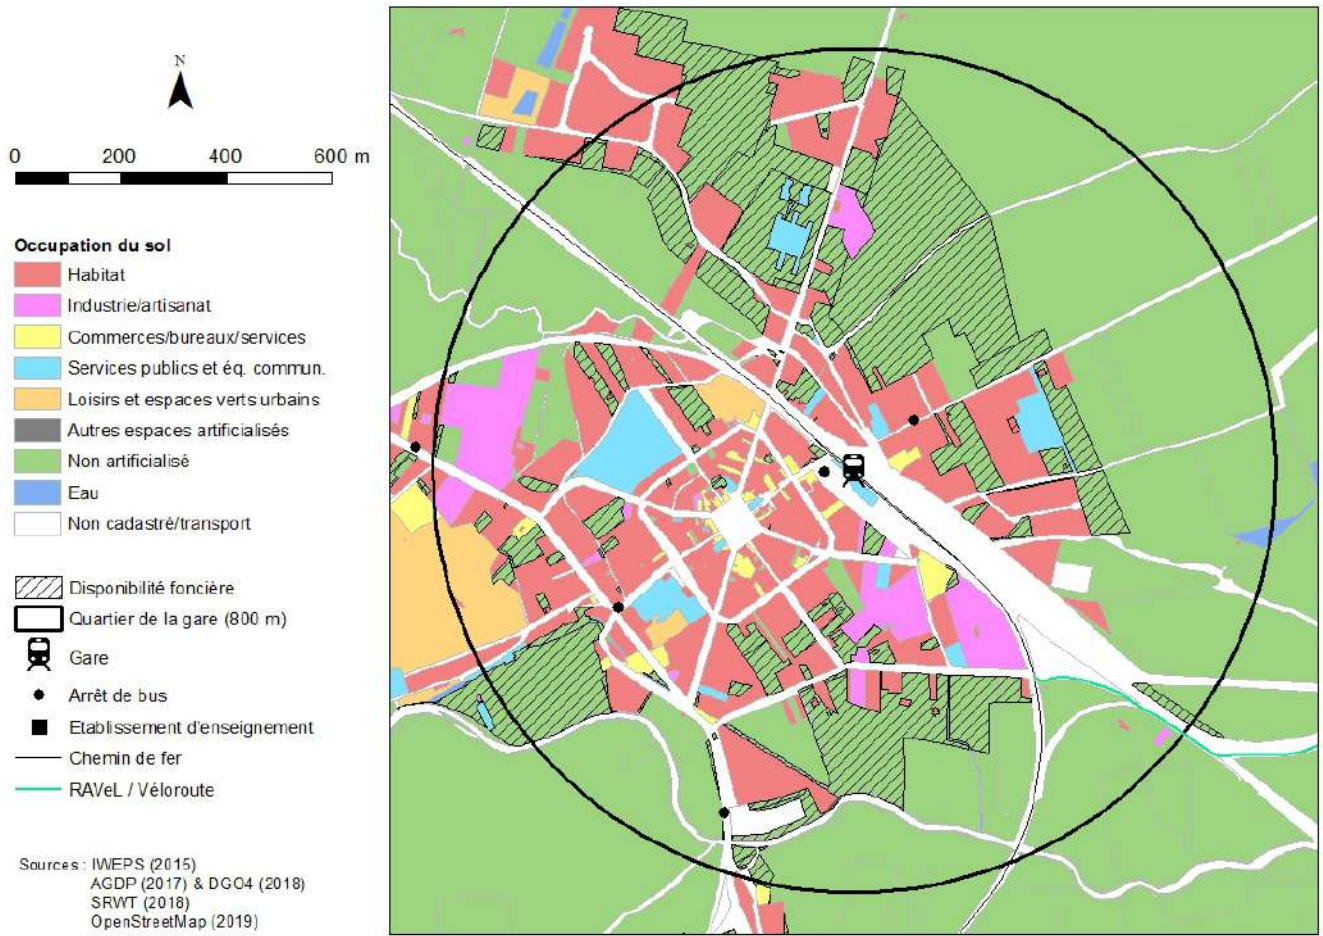 N
0 200 400 600 m
Occupation du sol
Habitat
Industrie/artisanat
Commerces/bureaux/services
Services publics et éq. commun.
Loisirs et espaces verts urbains
Autres espaces artificialisés
Non artificialisé
Eau
Non cadastré/transport
Disponibilité foncière
Quartier de la gare (800 m)
Gare
Arrêt de bus
Etablissement d'enseignement
Chemin de fer
RAVeL / Véloroute
Sources : IWEPS (2015)
AGDP (2017) & DGO4 (2018)
SRWT (2018)
OpenStreetMap (2019)